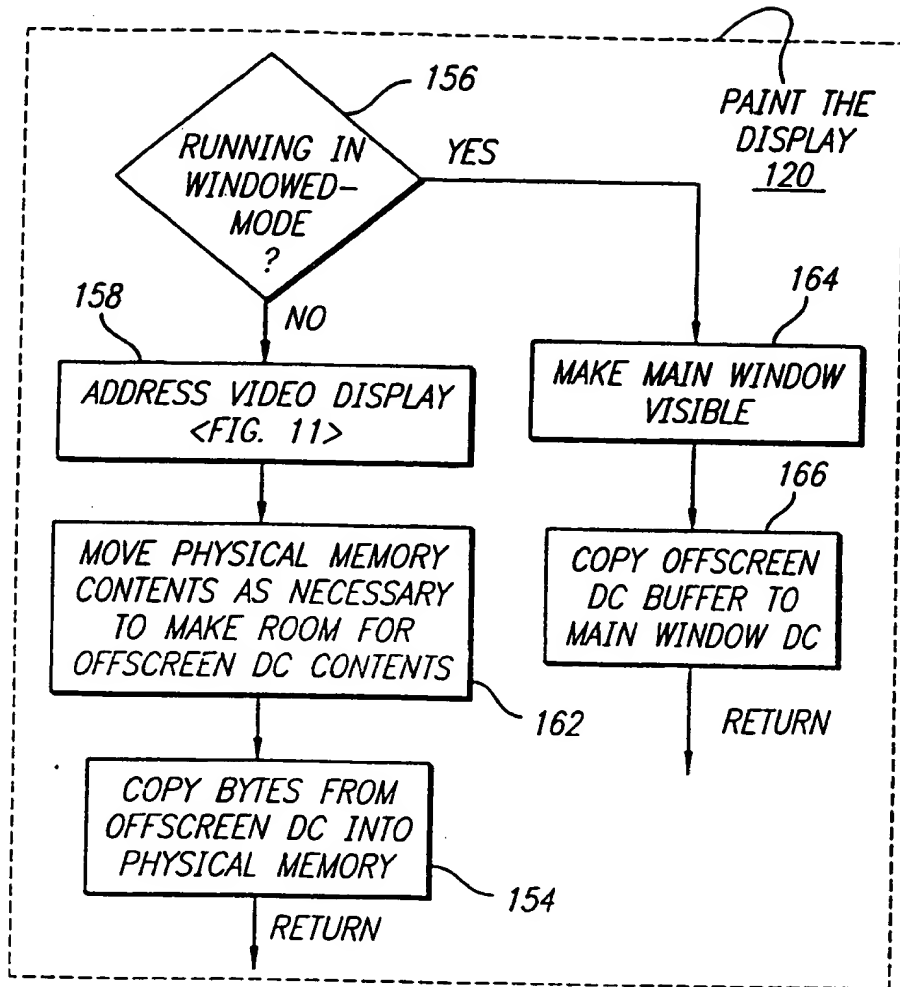 PAINT THE
DISPLAY
120
156
RUNNING IN
WINDOWED-
MODE
?
YES
NO
158
ADDRESS VIDEO DISPLAY
<FIG. 11>
164
MAKE MAIN WINDOW
VISIBLE
MOVE PHYSICAL MEMORY
CONTENTS AS NECESSARY
TO MAKE ROOM FOR
OFFSCREEN DC CONTENTS
162
166
COPY OFFSCREEN
DC BUFFER TO
MAIN WINDOW DC
RETURN
COPY BYTES FROM
OFFSCREEN DC INTO
PHYSICAL MEMORY
154
RETURN